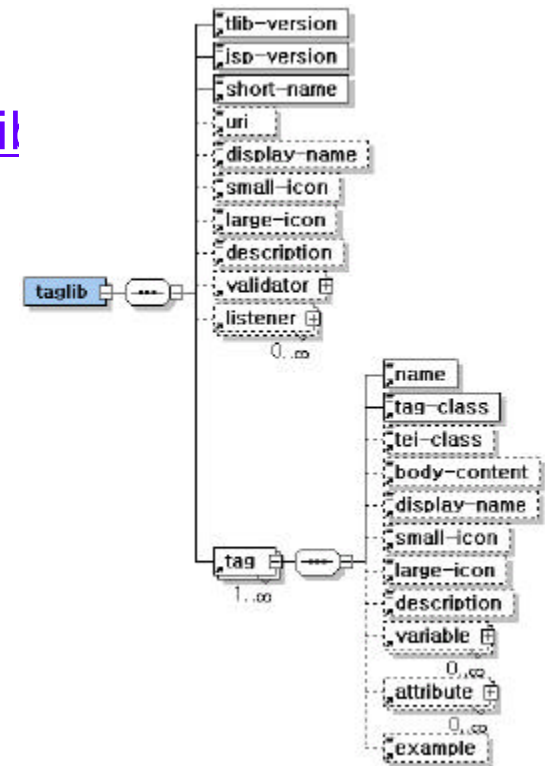 tlib-version
jsp-version
short-name
ib
uri
display-name
small-icon
large-icon
description
taglib
validator
listener
0..∞
name
tag-class
tei-class
body-content
display-name
small-icon
tag
large-icon
1..∞
description
variable
0..∞
attribute
0..∞
example